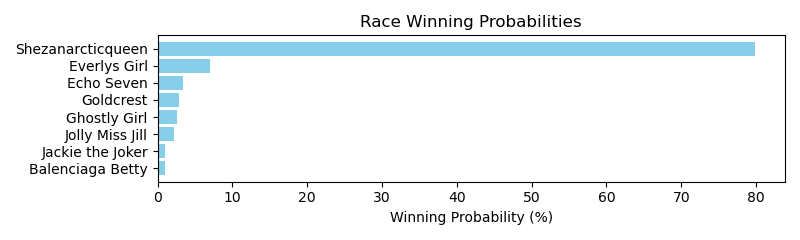 Race Winning Probabilities
Shezanarcticqueen
Everlys Girl
Echo Seven
Goldcrest
Ghostly Girl
Jolly Miss Jill
Jackie the Joker
Balenciaga Betty
0 10 20 30 40 50 60 70 80
Winning Probability (%)